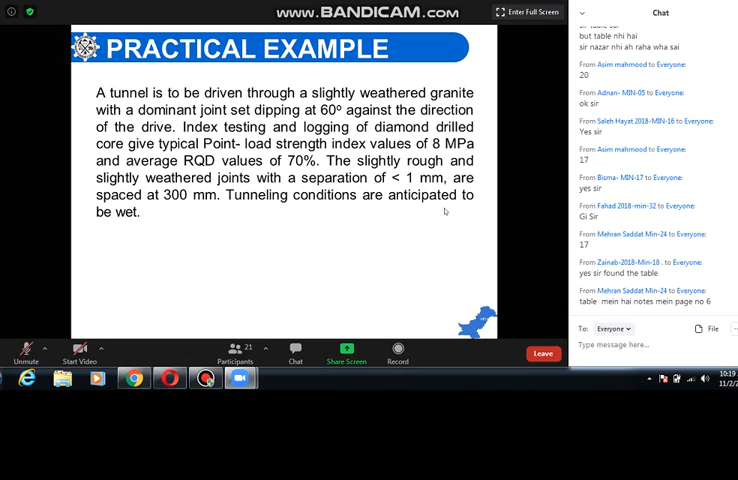 www.BANDICAM.com
Enter Full Screen
Chat
PRACTICAL EXAMPLE
A tunnel is to be driven through a slightly weathered granite
with a dominant joint set dipping at 60º against the direction
of the drive. Index testing and logging of diamond drilled
core give typical Point- load strength index values of 8 MPa
and average RQD values of 70%. The slightly rough and
slightly weathered joints with a separation of < 1 mm, are
spaced at 300 mm. Tunneling conditions are anticipated to
be wet.
but table nhi hai
sir nazar nhi ah raha wha sai
From Asim mahmood to Everyone:
20
From Adnan- MIN-05 to Everyone:
ok sir
From Saleh Hayat 2018-MIN-16 to Everyone:
Yes sir
From Asim mahmood to Everyone:
17
From Bisma- MIN-17 to Everyone:
yes sir
From Fahad 2018-min-32 to Everyone:
Gi Sir
From Mehran Saddat Min-24 to Everyone:
17
From Zainab-2018-Min-18 . to Everyone:
yes sir found the table
From Mehran Saddat Min-24 to Everyone:
table mein hai notes mein page no 6
To: Everyone
File
Type message here...
21
Unmute
Start Video
Participants
Chat
Share Screen
Record
Leave
10:19
11/2/2